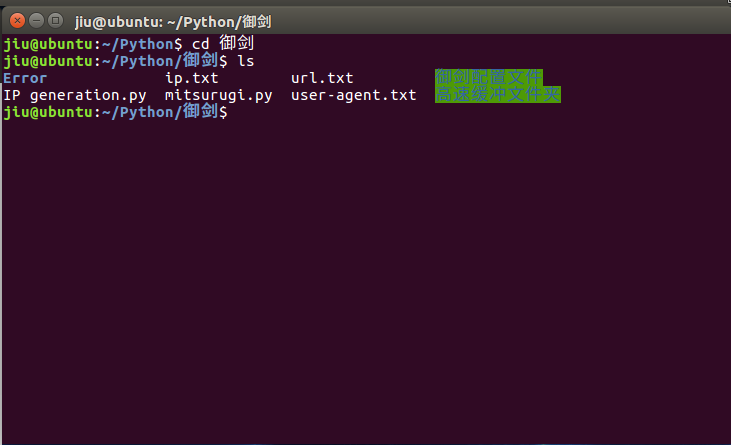 jiu@ubuntu: ~/Python/御剑
jiu@ubuntu:~/Python$ cd 御剑
jiu@ubuntu:~/Python/御剑$ ls
Error ip.txt url.txt 御剑配置文件
IP generation.py mitsurugi.py user-agent.txt 高速缓冲文件夹
jiu@ubuntu:~/Python/御剑$